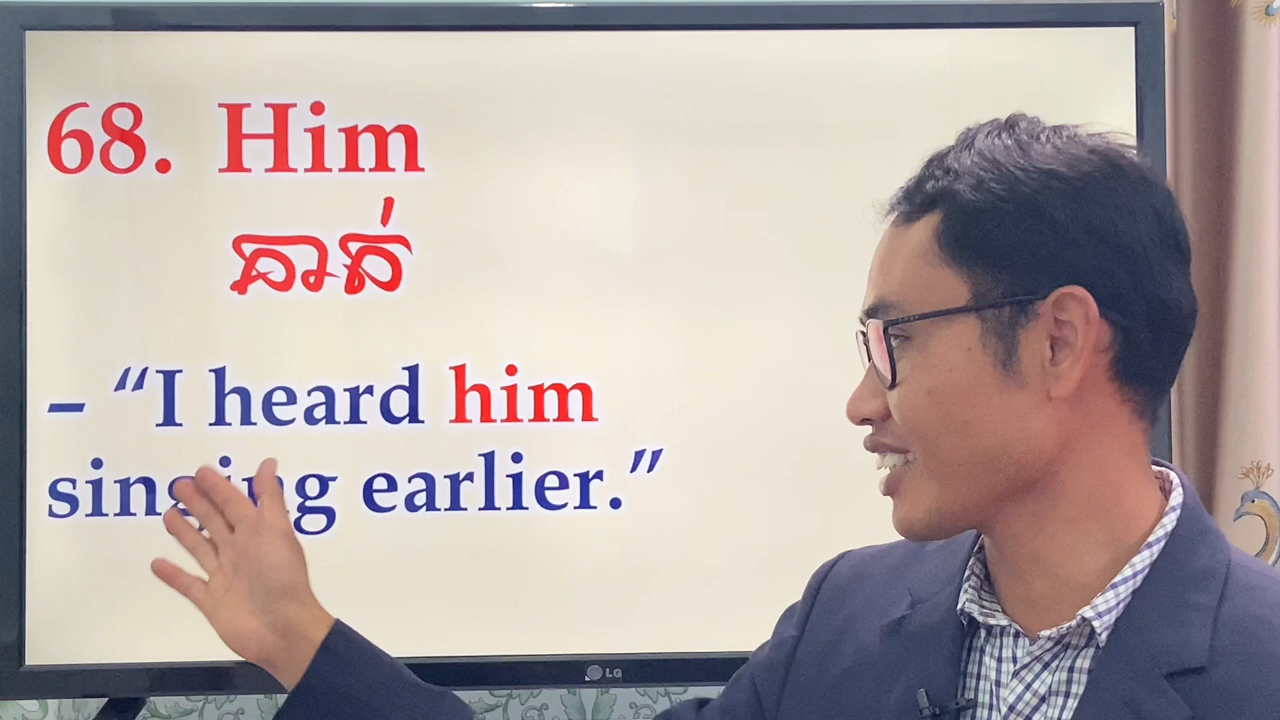 68. Him
គាត់
– “I heard him
singing earlier.”
LG